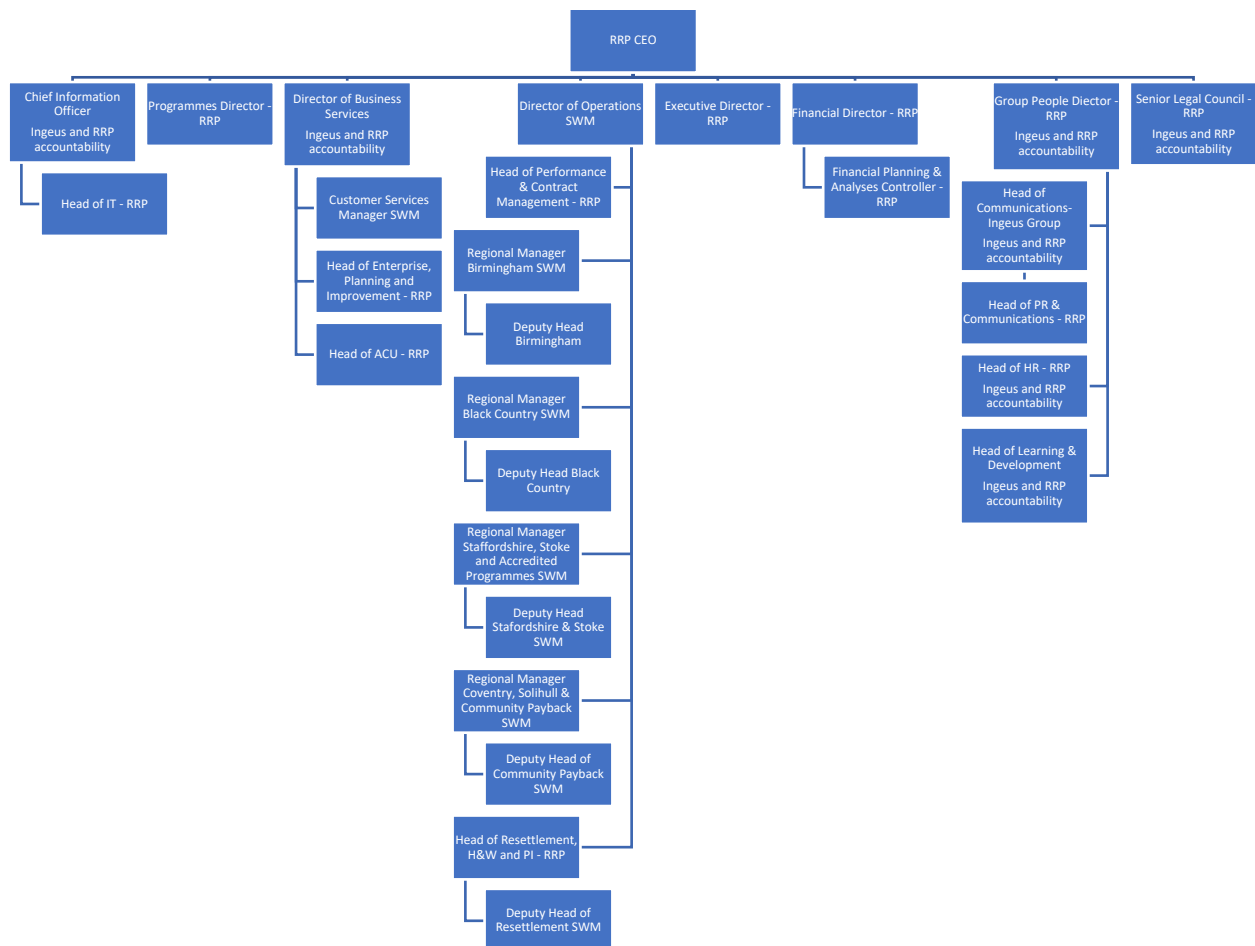 RRP CEO
Chief Information
Officer
Ingeus and RRP
accountability
Programmes Director -
RRP
Director of Business
Services
Ingeus and RRP
accountability
Director of Operations
SWM
Executive Director -
RRP
Financial Director - RRP
Group People Diector -
RRP
Ingeus and RRP
accountability
Senior Legal Council -
RRP
Ingeus and RRP
accountability
Head of IT - RRP
Customer Services
Manager SWM
Head of Enterprise,
Planning and
Improvement - RRP
Head of ACU - RRP
Head of Performance
& Contract
Management - RRP
Regional Manager
Birmingham SWM
Deputy Head
Birmingham
Regional Manager
Black Country SWM
Deputy Head Black
Country
Regional Manager
Staffordshire, Stoke
and Accredited
Programmes SWM
Deputy Head
Stafordshire & Stoke
SWM
Regional Manager
Coventry, Solihull &
Community Payback
SWM
Deputy Head of
Community Payback
SWM
Head of Resettlement,
H&W and PI - RRP
Deputy Head of
Resettlement SWM
Financial Planning &
Analyses Controller -
RRP
Head of
Communications-
Ingeus Group
Ingeus and RRP
accountability
Head of PR &
Communications - RRP
Head of HR - RRP
Ingeus and RRP
accountability
Head of Learning &
Development
Ingeus and RRP
accountability